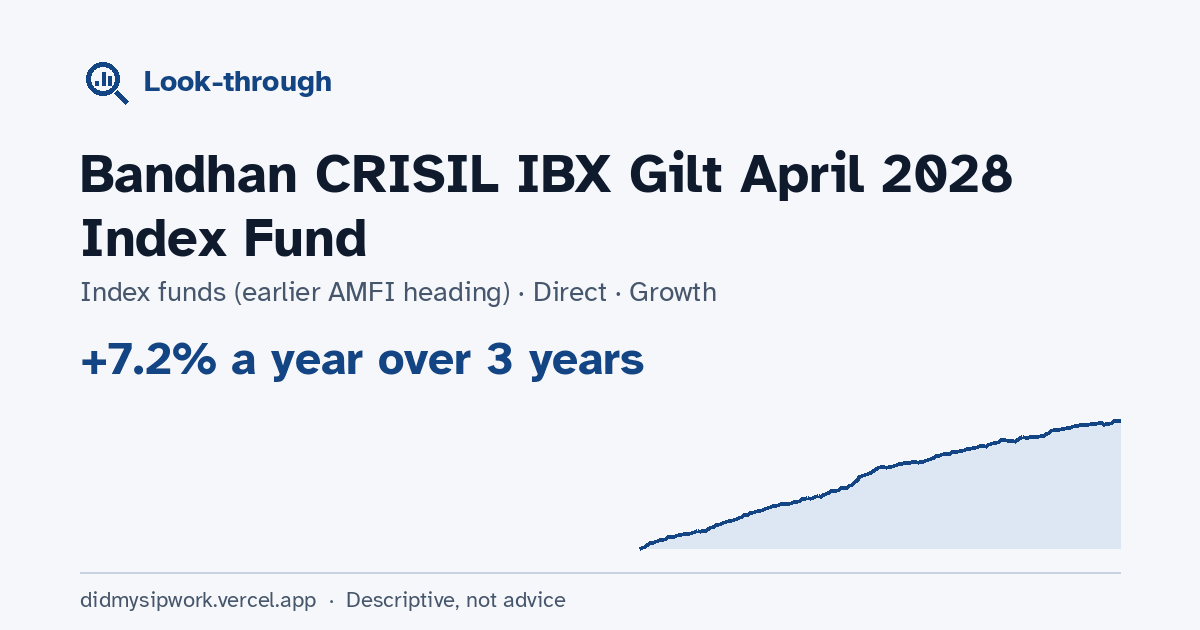 Look-through
Bandhan CRISIL IBX Gilt April 2028
Index Fund
Index funds (earlier AMFI heading) · Direct · Growth
+7.2% a year over 3 years
didmysipwork.vercel.app · Descriptive, not advice